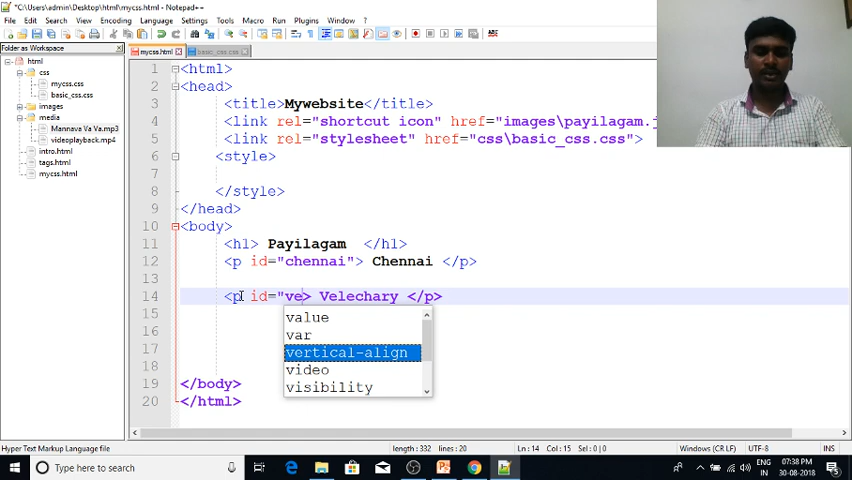 *C:\Users\admin\Desktop\html\mycss.html - Notepad++
File Edit Search View Encoding Language Settings Tools Macro Run Plugins Window ?
Folder as Workspace
mycss.html basic_css.css
html
css
mycss.css
basic_css.css
images
media
Mannava Va Va.mp3
videoplayback.mp4
intro.html
tags.html
mycss.html
1 <html>
2 <head>
3 <title>Mywebsite</title>
4 <link rel="shortcut icon" href="images\payilagam.j
5 <link rel="stylesheet" href="css\basic_css.css">
6 <style>
7
8 </style>
9 </head>
10 <body>
11 <h1> Payilagam </h1>
12 <p id="chennai"> Chennai </p>
13
14 <p id="ve> Velechary </p>
15
16
17
18
19 </body>
20 </html>
value
var
vertical-align
video
visibility
Hyper Text Markup Language file length : 332 lines : 20 Ln : 14 Col : 15 Sel : 0 | 0 Windows (CR LF) UTF-8 INS
Type here to search
ENG 07:38 PM
IN 30-08-2018
5